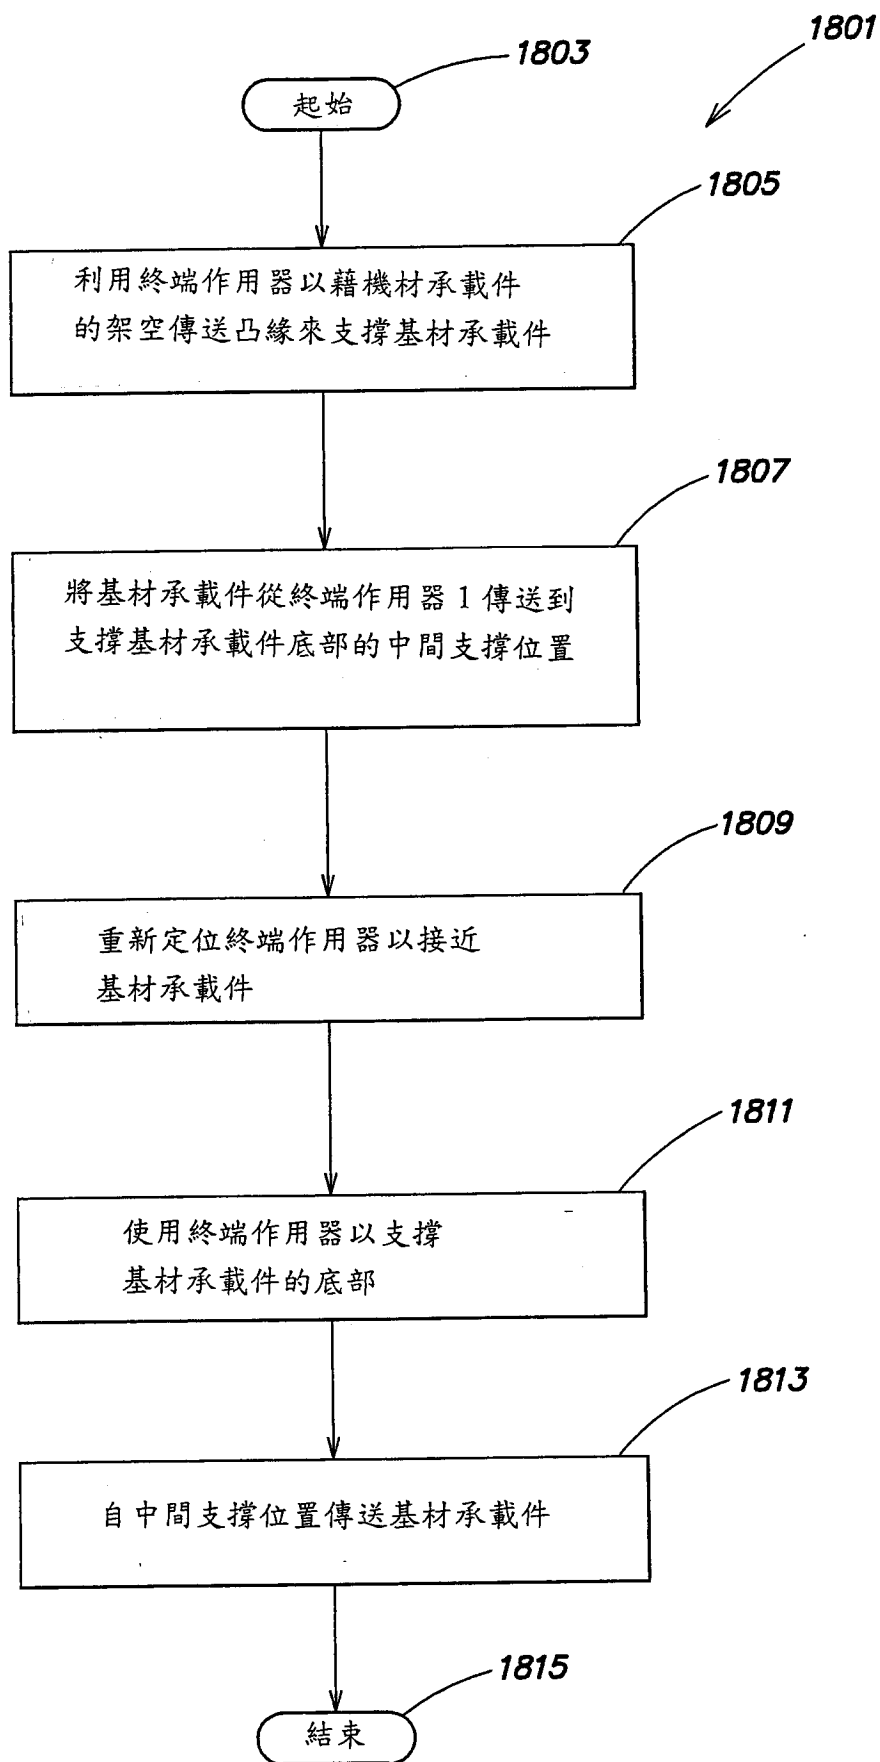 1801
1803
起始
1805
利用終端作用器以藉機材承載件
的架空傳送凸緣來支撐基材承載件
1807
將基材承載件從終端作用器1傳送到
支撐基材承載件底部的中間支撐位置
1809
重新定位終端作用器以接近
基材承載件
1811
使用終端作用器以支撐
基材承載件的底部
1813
自中間支撐位置傳送基材承載件
1815
結束